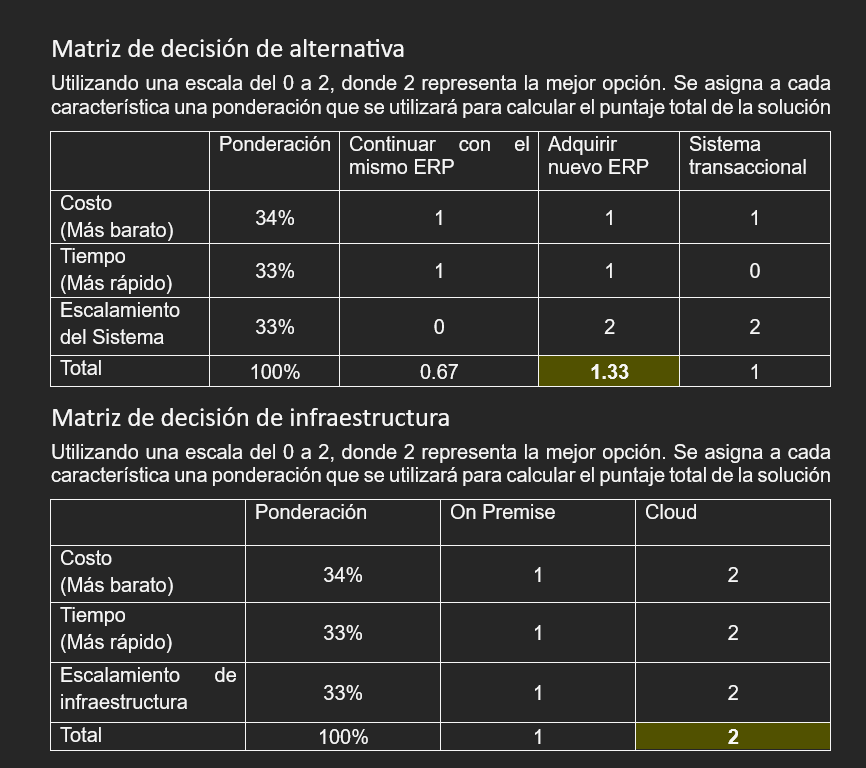 Matriz de decisión de alternativa
Utilizando una escala del 0 a 2, donde 2 representa la mejor opción. Se asigna a cada
característica una ponderación que se utilizará para calcular el puntaje total de la solución
Ponderación Continuar con el Adquirir Sistema
mismo ERP nuevo ERP transaccional
Costo
(Más barato) 34% 1 1 1
Tiempo
(Más rápido) 33% 1 1 0
Escalamiento
del Sistema 33% 0 2 2
Total 100% 0.67 1.33 1
Matriz de decisión de infraestructura
Utilizando una escala del 0 a 2, donde 2 representa la mejor opción. Se asigna a cada
característica una ponderación que se utilizará para calcular el puntaje total de la solución
Ponderación On Premise Cloud
Costo
(Más barato) 34% 1 2
Tiempo
(Más rápido) 33% 1 2
Escalamiento de
infraestructura 33% 1 2
Total 100% 1 2